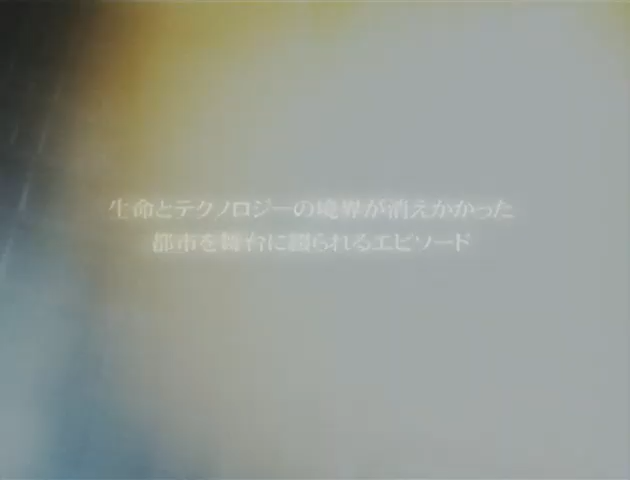 生命とテクノロジーの境界が消えかかった
都市を舞台に綴られるエピソード